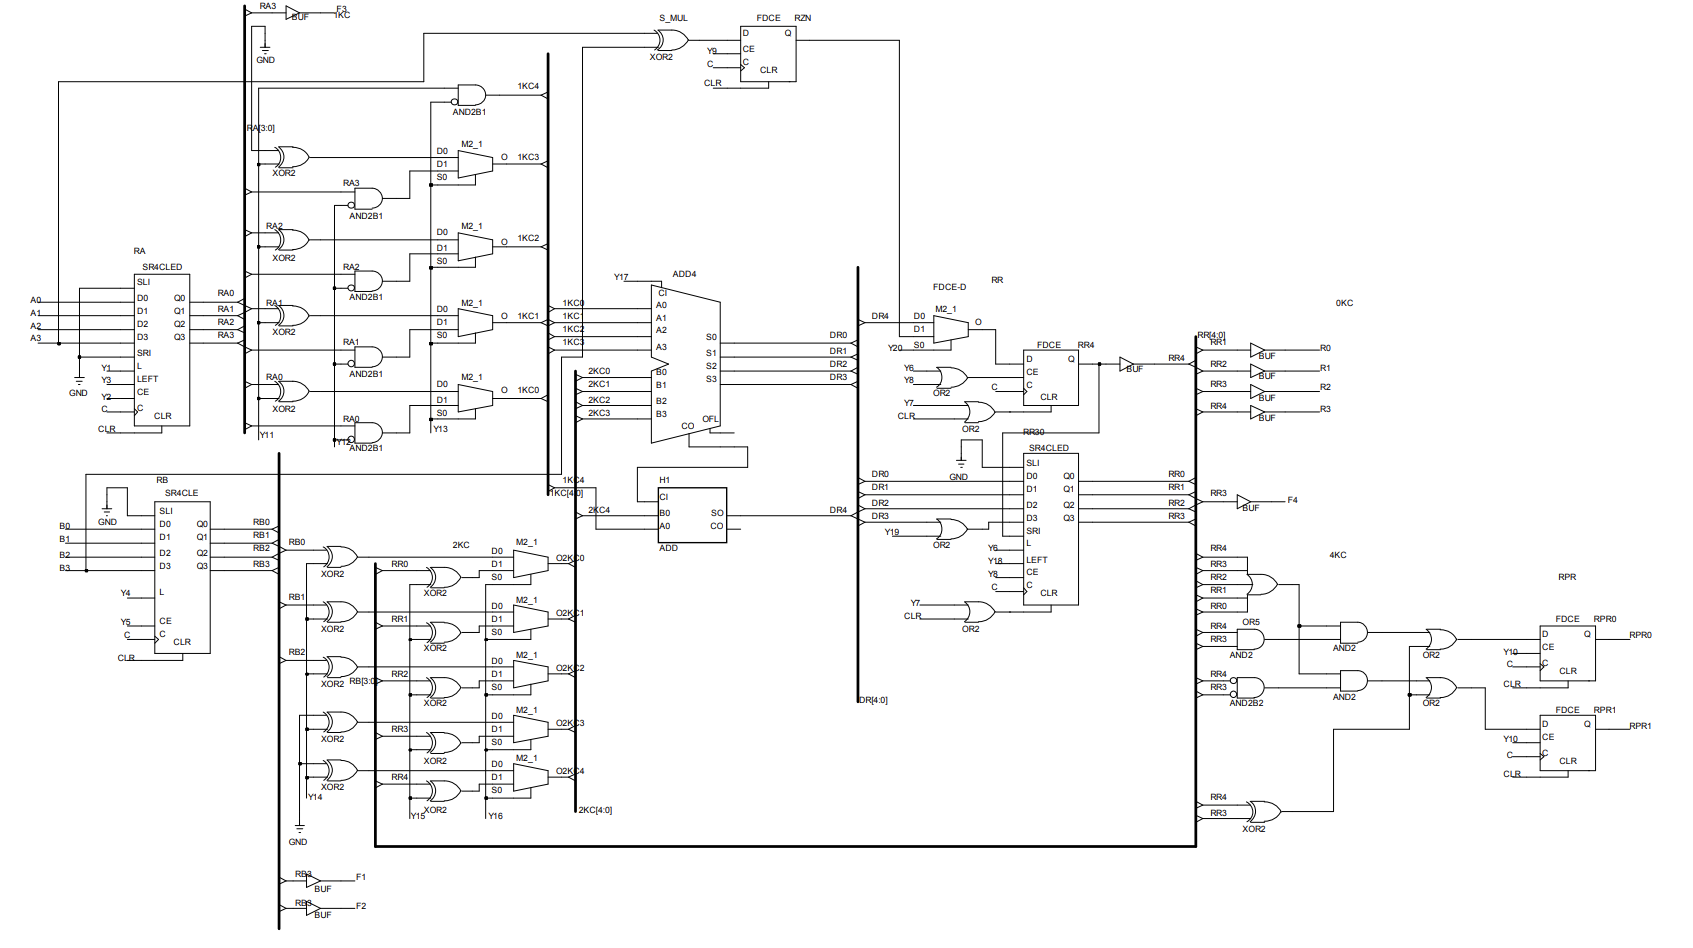 RA3
BUF
F3
1KC
GND
S_MUL
XOR2
FDCE
RZN
D
Q
Y9
CE
C
C
CLR
CLR
1KC4
AND2B1
RA[3:0]
XOR2
M2_1
D0
D1
S0
O
1KC3
RA3
AND2B1
RA2
XOR2
M2_1
D0
D1
S0
O
1KC2
RA2
AND2B1
RA1
XOR2
M2_1
D0
D1
S0
O
1KC1
RA1
AND2B1
RA0
XOR2
M2_1
D0
D1
S0
O
1KC0
RA0
AND2B1
Y11
Y12
Y13
RA
SR4CLED
SLI
A0
D0
Q0
RA0
A1
D1
Q1
RA1
A2
D2
Q2
RA2
A3
D3
Q3
RA3
SRI
Y1
L
Y3
LEFT
Y2
CE
C
C
CLR
CLR
GND
Y17
ADD4
CI
1KC0
A0
1KC1
A1
1KC2
A2
1KC3
A3
2KC0
B0
2KC1
B1
2KC2
B2
2KC3
B3
S0
DR0
S1
DR1
S2
DR2
S3
DR3
OFL
CO
1KC4
1KC[4:0]
2KC4
H1
CI
B0
A0
SO
CO
ADD
DR4
RB
SR4CLE
GND
SLI
B0
D0
Q0
RB0
B1
D1
Q1
RB1
B2
D2
Q2
RB2
B3
D3
Q3
RB3
Y4
L
Y5
CE
C
C
CLR
CLR
2KC
RB0
XOR2
RR0
XOR2
M2_1
D0
D1
S0
O2KC0
RB1
XOR2
RR1
XOR2
M2_1
D0
D1
S0
O2KC1
RB2
XOR2
RB[3:0]
RR2
XOR2
M2_1
D0
D1
S0
O2KC2
XOR2
RR3
XOR2
M2_1
D0
D1
S0
O2KC3
XOR2
RR4
XOR2
M2_1
D0
D1
S0
O2KC4
Y14
Y15
Y16
2KC[4:0]
GND
RB3
BUF
F1
RB3
BUF
F2
FDCE-D
RR
M2_1
DR4
D0
D1
O
Y20
S0
FDCE
RR4
D
Q
CE
C
C
CLR
Y6
Y8
OR2
Y7
CLR
OR2
BUF
RR4
RR30
SR4CLED
GND
SLI
DR0
D0
Q0
RR0
DR1
D1
Q1
RR1
DR2
D2
Q2
RR2
DR3
D3
Q3
RR3
Y19
OR2
SRI
Y6
L
Y18
LEFT
Y8
CE
C
C
CLR
Y7
CLR
OR2
DR[4:0]
0KC
RR[4:0]
RR1
BUF
R0
RR2
BUF
R1
RR3
BUF
R2
RR4
BUF
R3
RR3
BUF
F4
4KC
RR4
RR3
RR2
RR1
RR0
OR5
RR4
RR3
AND2
AND2
OR2
RR4
RR3
AND2B2
AND2
OR2
RR4
RR3
XOR2
RPR
FDCE
RPR0
D
Q
RPR0
Y10
CE
C
C
CLR
CLR
FDCE
RPR1
D
Q
RPR1
Y10
CE
C
C
CLR
CLR